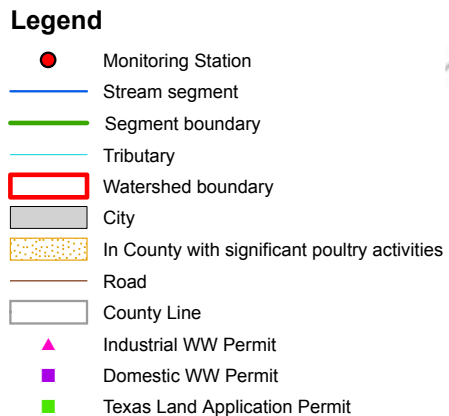 Legend
Monitoring Station
Stream segment
Segment boundary
Tributary
Watershed boundary
City
In County with significant poultry activities
Road
County Line
Industrial WW Permit
Domestic WW Permit
Texas Land Application Permit